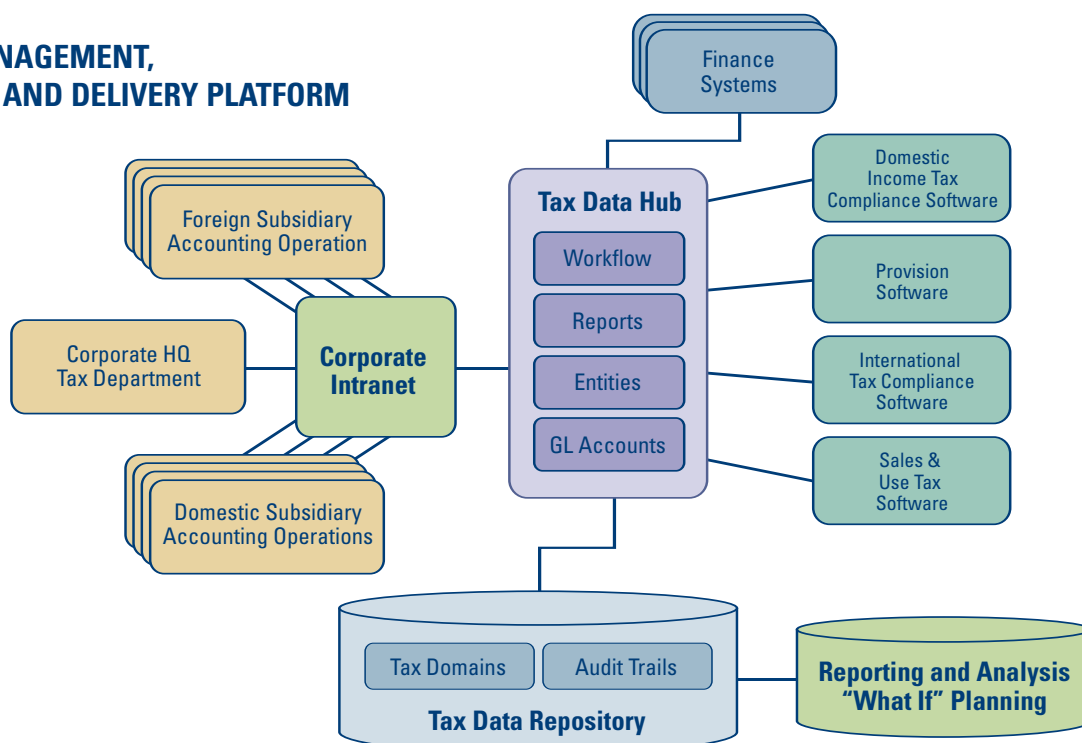 NAGEMENT,
AND DELIVERY PLATFORM
Finance
Systems
Foreign Subsidiary
Accounting Operation
Corporate HQ
Tax Department
Domestic Subsidiary
Accounting Operations
Corporate
Intranet
Tax Data Hub
Workflow
Reports
Entities
GL Accounts
Domestic
Income Tax
Compliance Software
Provision
Software
International
Tax Compliance
Software
Sales &
Use Tax
Software
Tax Domains
Audit Trails
Tax Data Repository
Reporting and Analysis
“What If” Planning